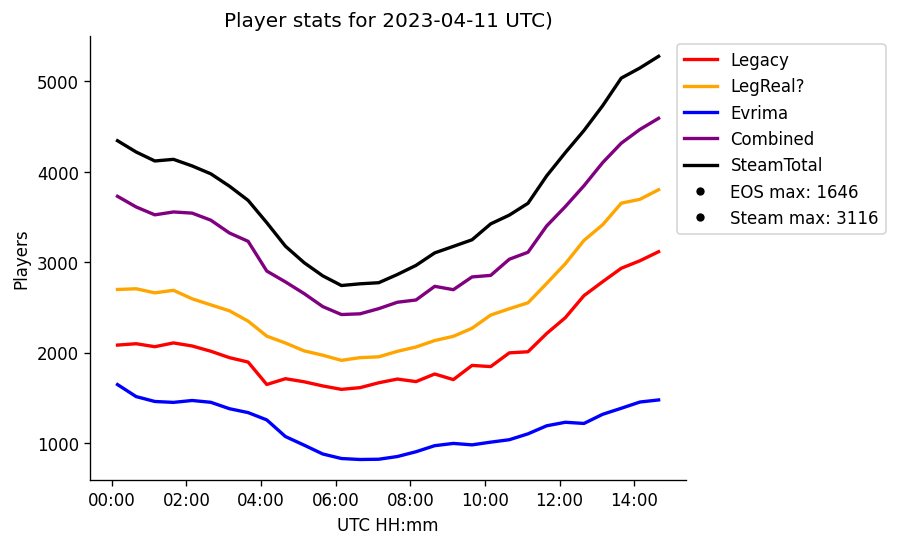 Player stats for 2023-04-11 UTC)
5000
4000
3000
2000
1000
Players
00:00 02:00 04:00 06:00 08:00 10:00 12:00 14:00
UTC HH:mm
Legacy
LegReal?
Evrima
Combined
SteamTotal
EOS max: 1646
Steam max: 3116